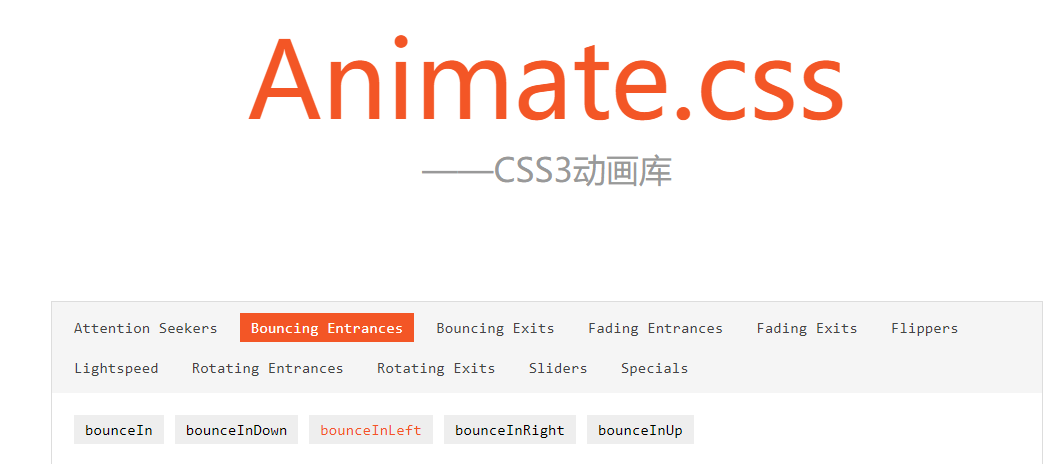 Animate.css
——CSS3动画库
Attention Seekers Bouncing Entrances Bouncing Exits Fading Entrances Fading Exits Flippers
Lightspeed Rotating Entrances Rotating Exits Sliders Specials
bounceIn bounceInDown bounceInLeft bounceInRight bounceInUp